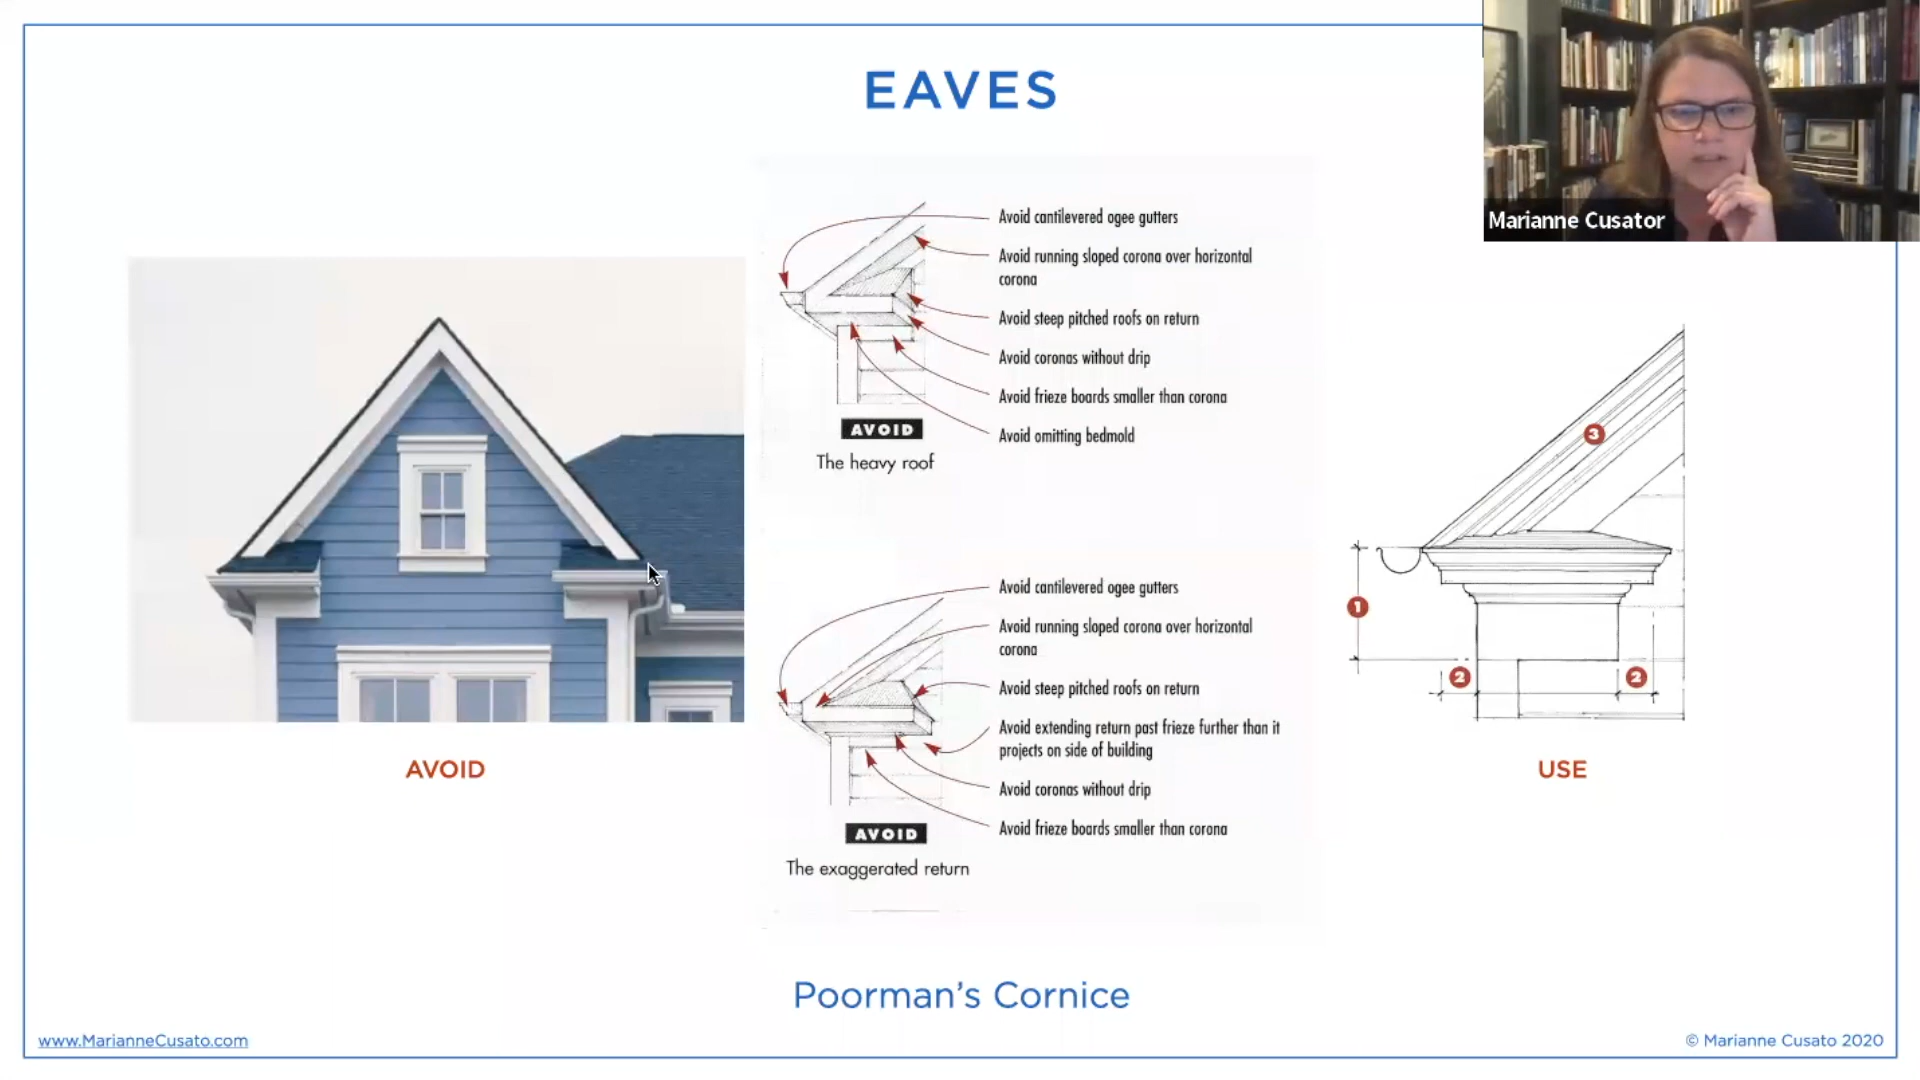 EAVES
Marianne Cusator
Avoid cantilevered ogee gutters
Avoid running sloped corona over horizontal
corona
Avoid steep pitched roofs on return
Avoid coronas without drip
Avoid frieze boards smaller than corona
Avoid omitting bedmold
AVOID
The heavy roof
Avoid cantilevered ogee gutters
Avoid running sloped corona over horizontal
corona
Avoid steep pitched roofs on return
Avoid extending return past frieze further than it
projects on side of building
Avoid coronas without drip
Avoid frieze boards smaller than corona
AVOID
The exaggerated return
3
1
2
2
AVOID
USE
Poorman's Cornice
www.MarianneCusato.com
© Marianne Cusato 2020